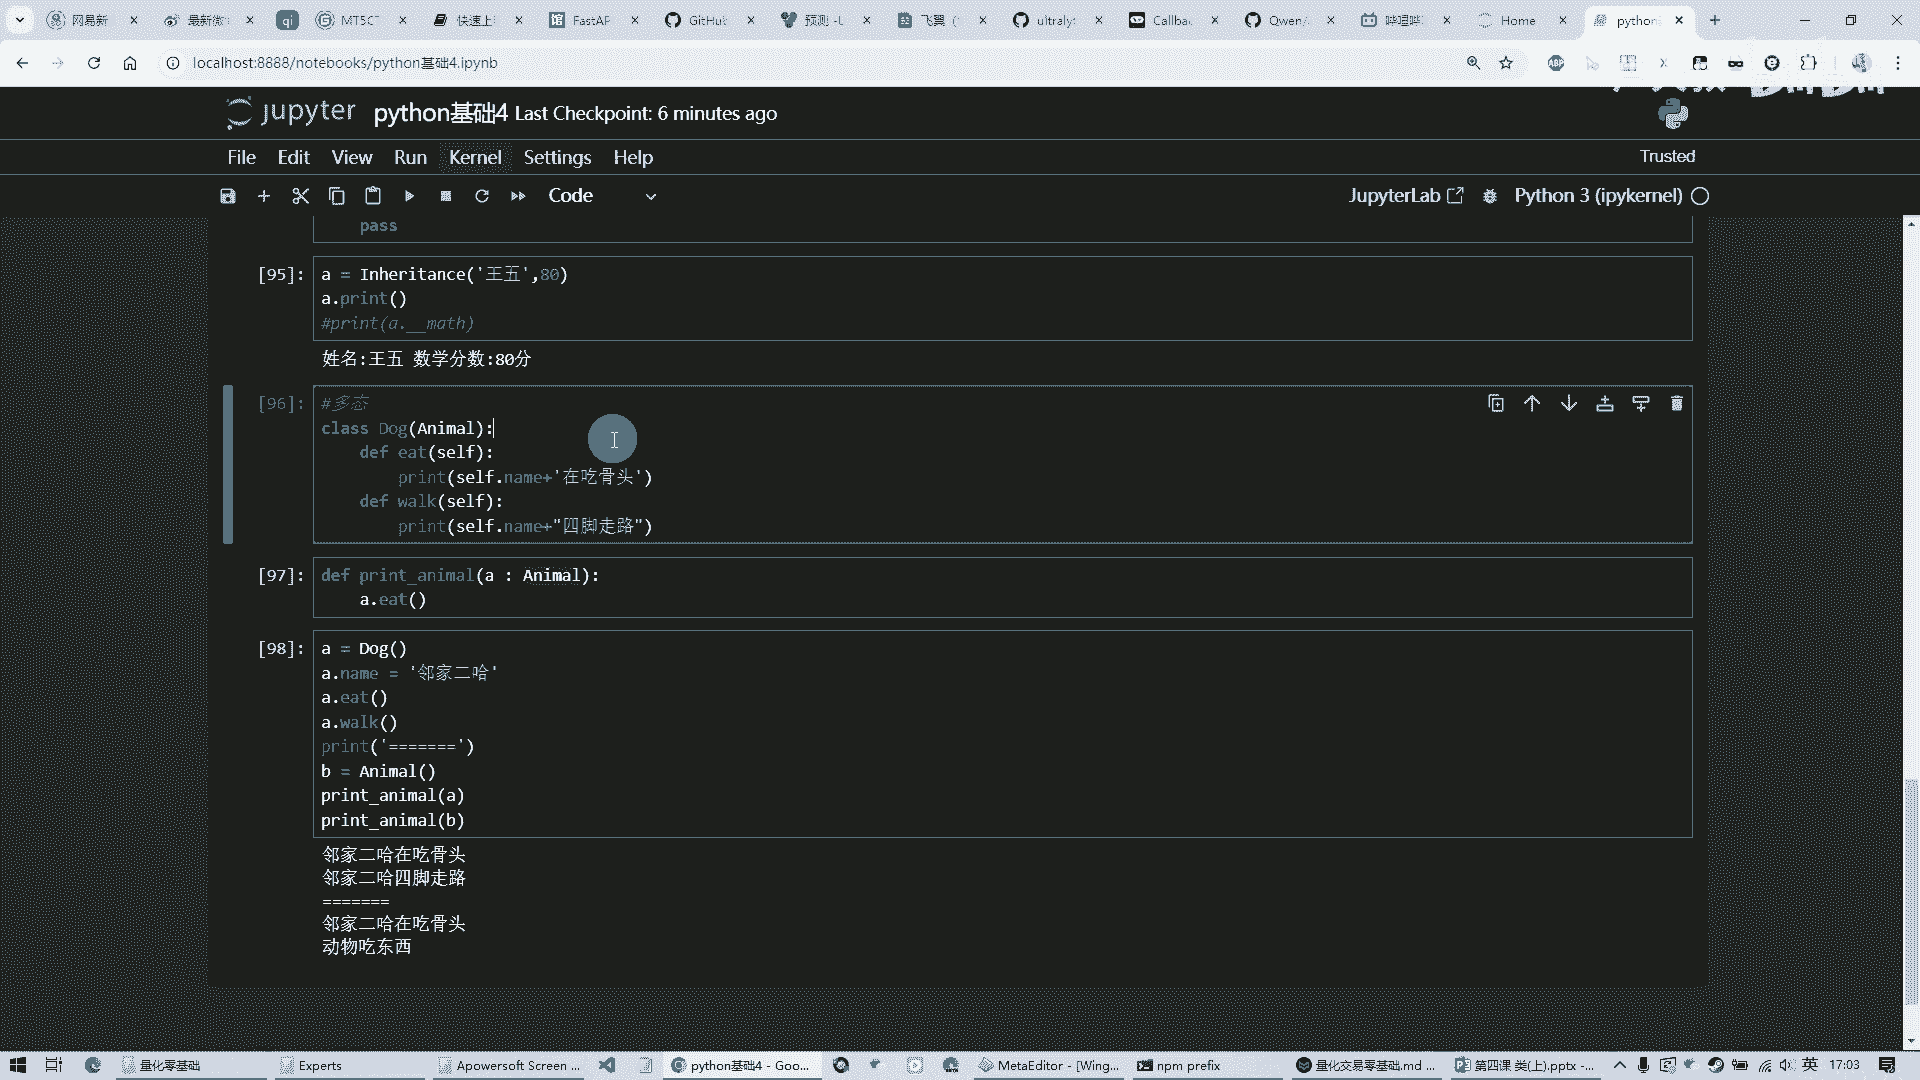 网易新
最新微
qi
MT5CT
快速上
FastAP
GitHub
预测 - U
飞翼 (
ultraly
Callba
Qwen/
哔哩哔
Home
python
localhost:8888/notebooks/python基础4.ipynb
ABP
jupyter python基础4 Last Checkpoint: 6 minutes ago
File Edit View Run Kernel Settings Help
Trusted
Code
JupyterLab
Python 3 (ipykernel)
pass
[95]: a = Inheritance('王五',80)
a.print()
#print(a.__math)
姓名:王五 数学分数:80分
[96]: #多态
class Dog(Animal):
def eat(self):
print(self.name+'在吃骨头')
def walk(self):
print(self.name+"四脚走路")
[97]: def print_animal(a : Animal):
a.eat()
[98]: a = Dog()
a.name = '邻家二哈'
a.eat()
a.walk()
print('=======')
b = Animal()
print_animal(a)
print_animal(b)
邻家二哈在吃骨头
邻家二哈四脚走路
=======
邻家二哈在吃骨头
动物吃东西
量化零基础
Experts
Apowersoft Screen ...
python基础4 - Goo...
MetaEditor - [Wing...
npm prefix
量化交易零基础.md ...
第四课 类(上).pptx -...
英
17:03